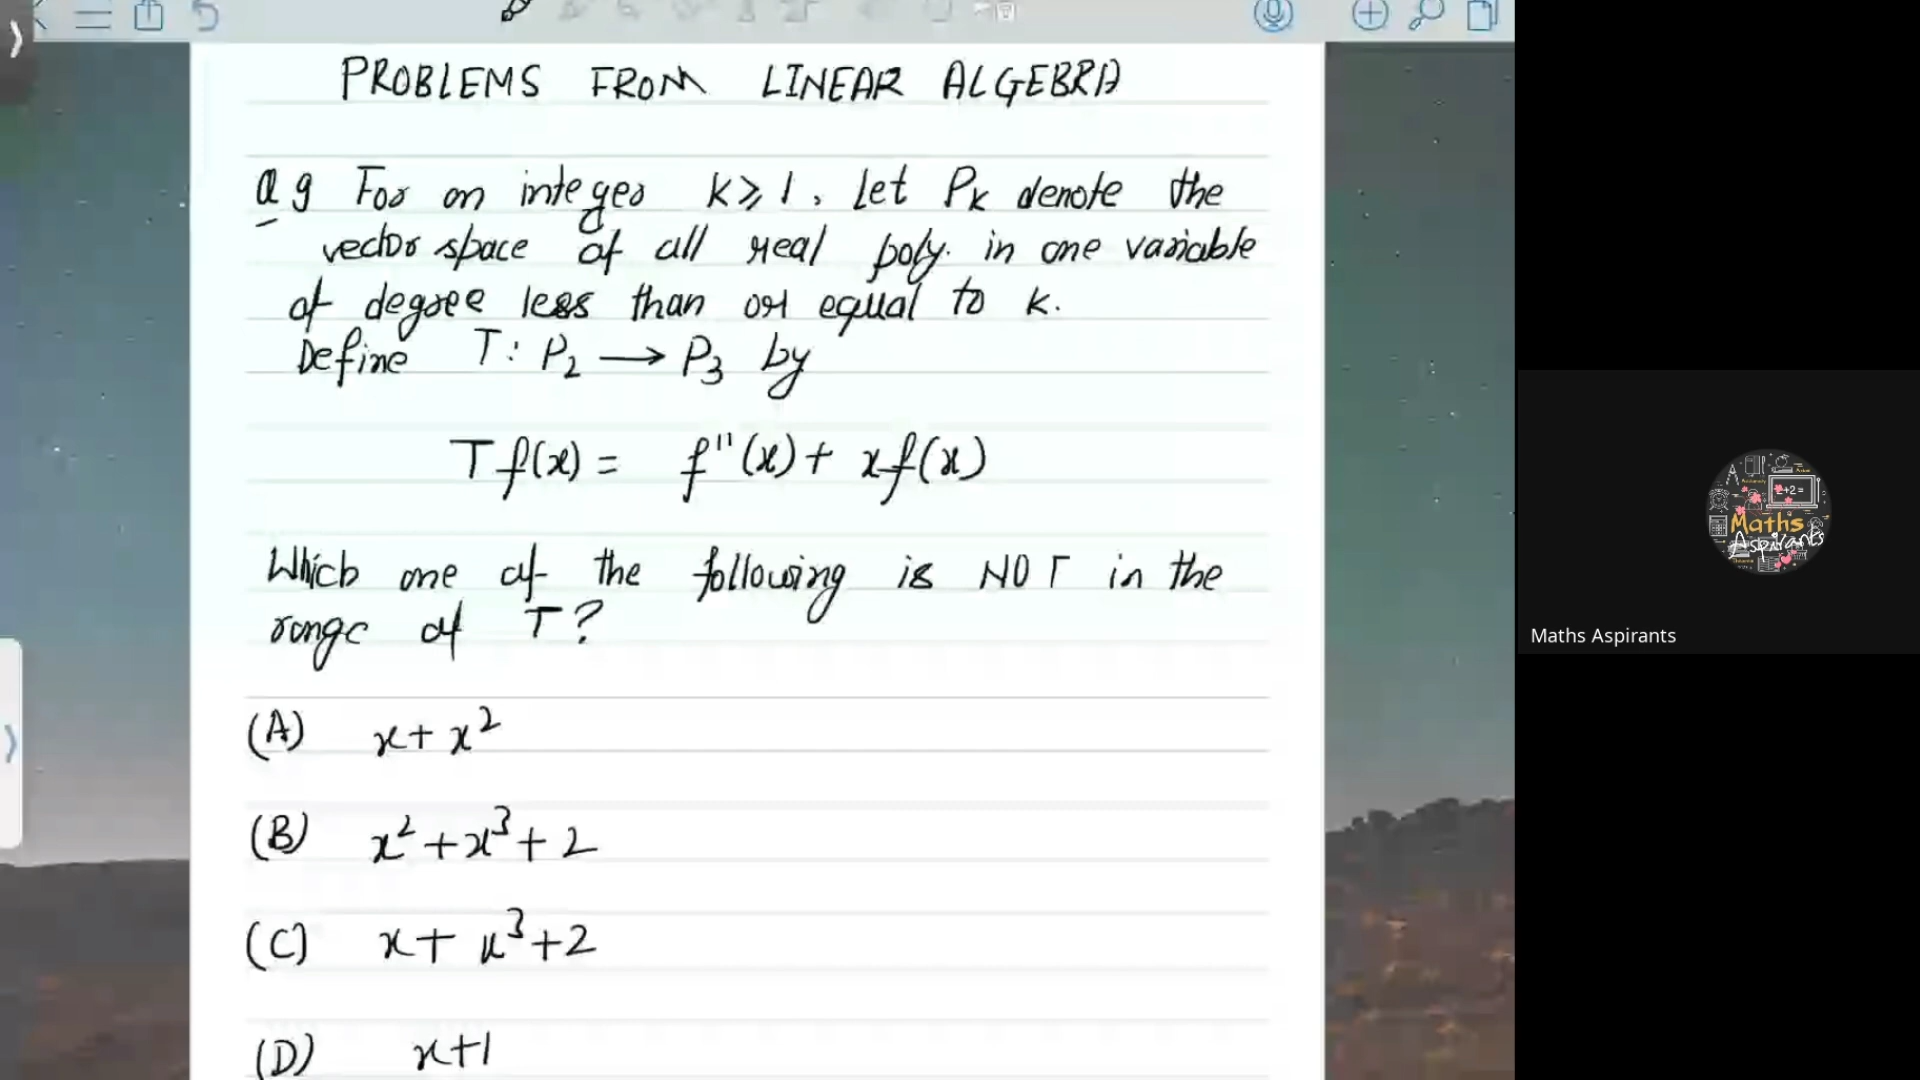 PROBLEMS FROM LINEAR ALGEBRA
Q 9 For an integer k ⩾ 1, Let Pₖ denote the
vector space of all real poly. in one variable
of degree less than or equal to k.
Define T: P₂ → P₃ by
T f(x) = f''(x) + x f(x)
Which one of the following is NOT in the
range of T?
(A) x + x²
(B) x² + x³ + 2
(C) x + x³ + 2
(D) x+1
Maths
Aspirants
Maths Aspirants